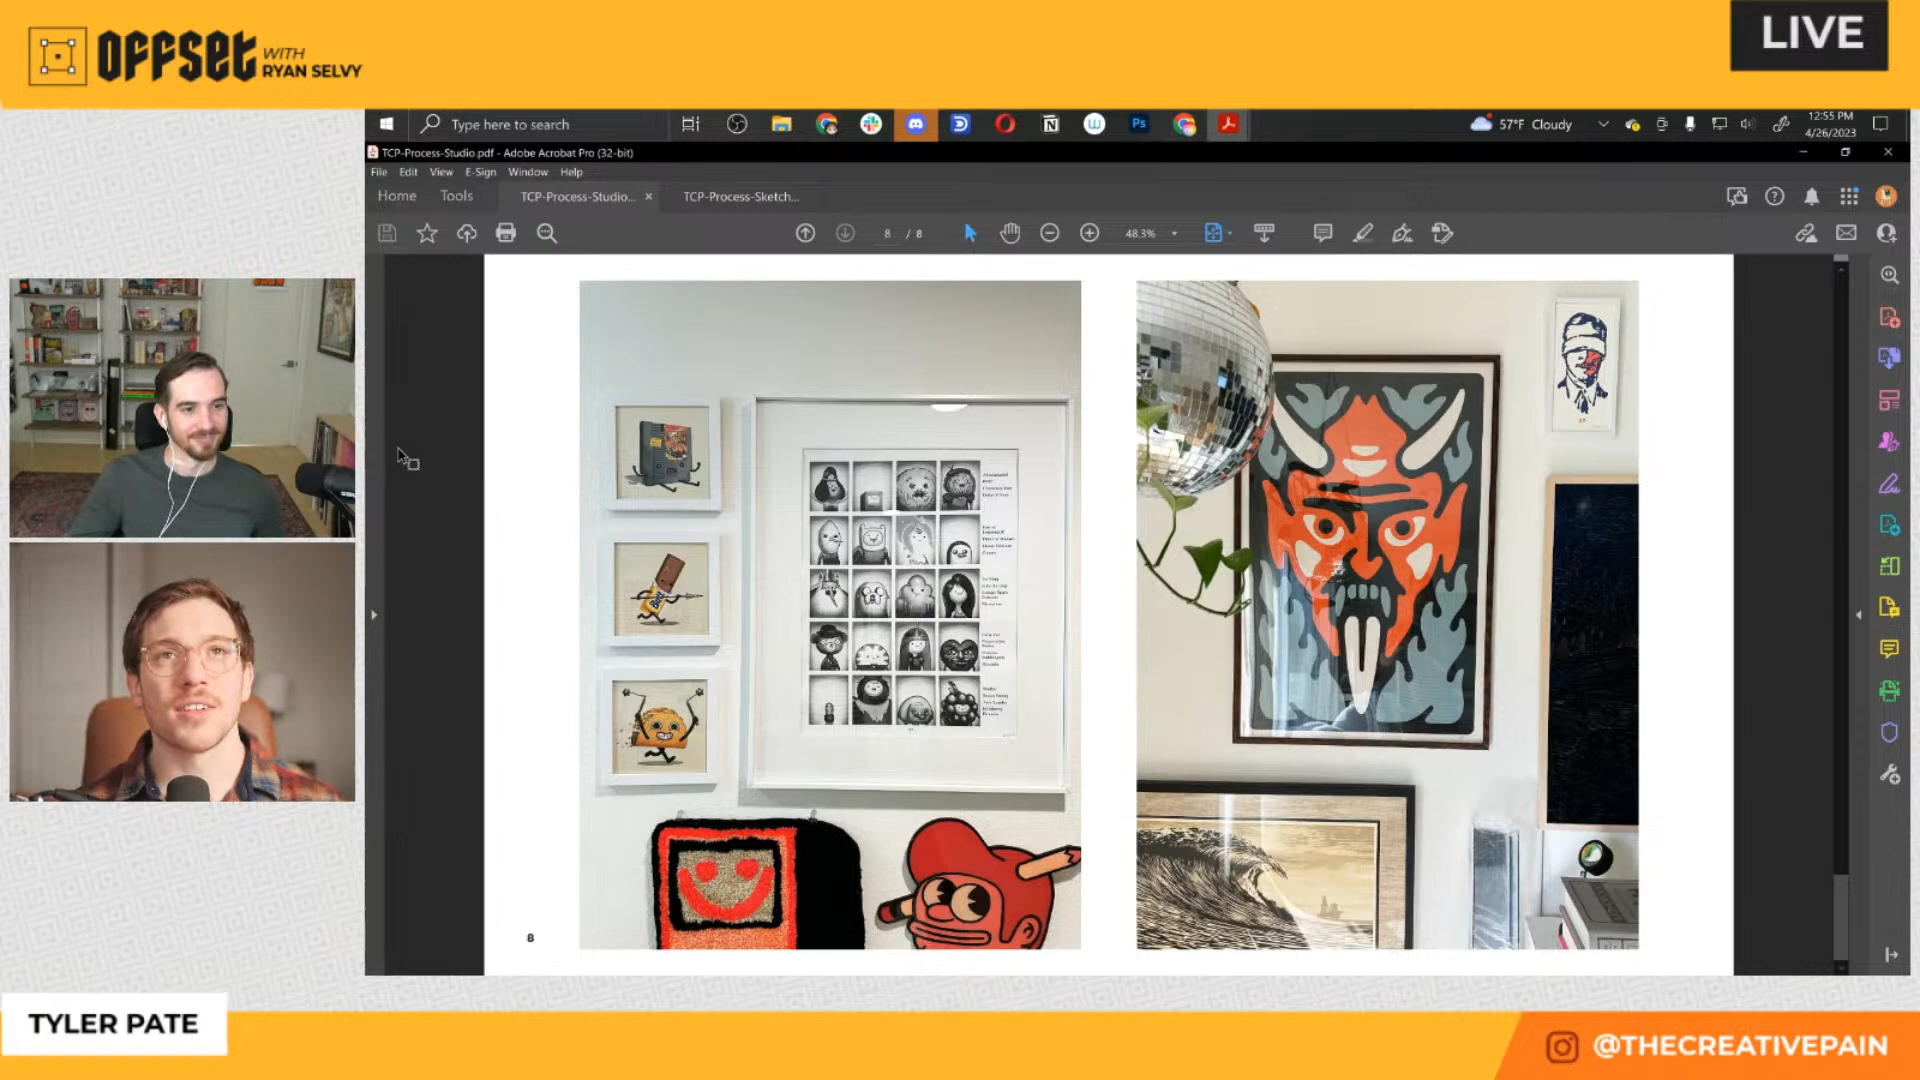 OFFSET WITH RYAN SELVY
LIVE
Type here to search
Ps
57°F Cloudy
12:55 PM
4/26/2023
TCP-Process-Studio.pdf - Adobe Acrobat Pro (32-bit)
File Edit View E-Sign Window Help
Home Tools TCP-Process-Studio... × TCP-Process-Sketch...
8 / 8 48.3%
8
TYLER PATE
@THECREATIVEPAIN